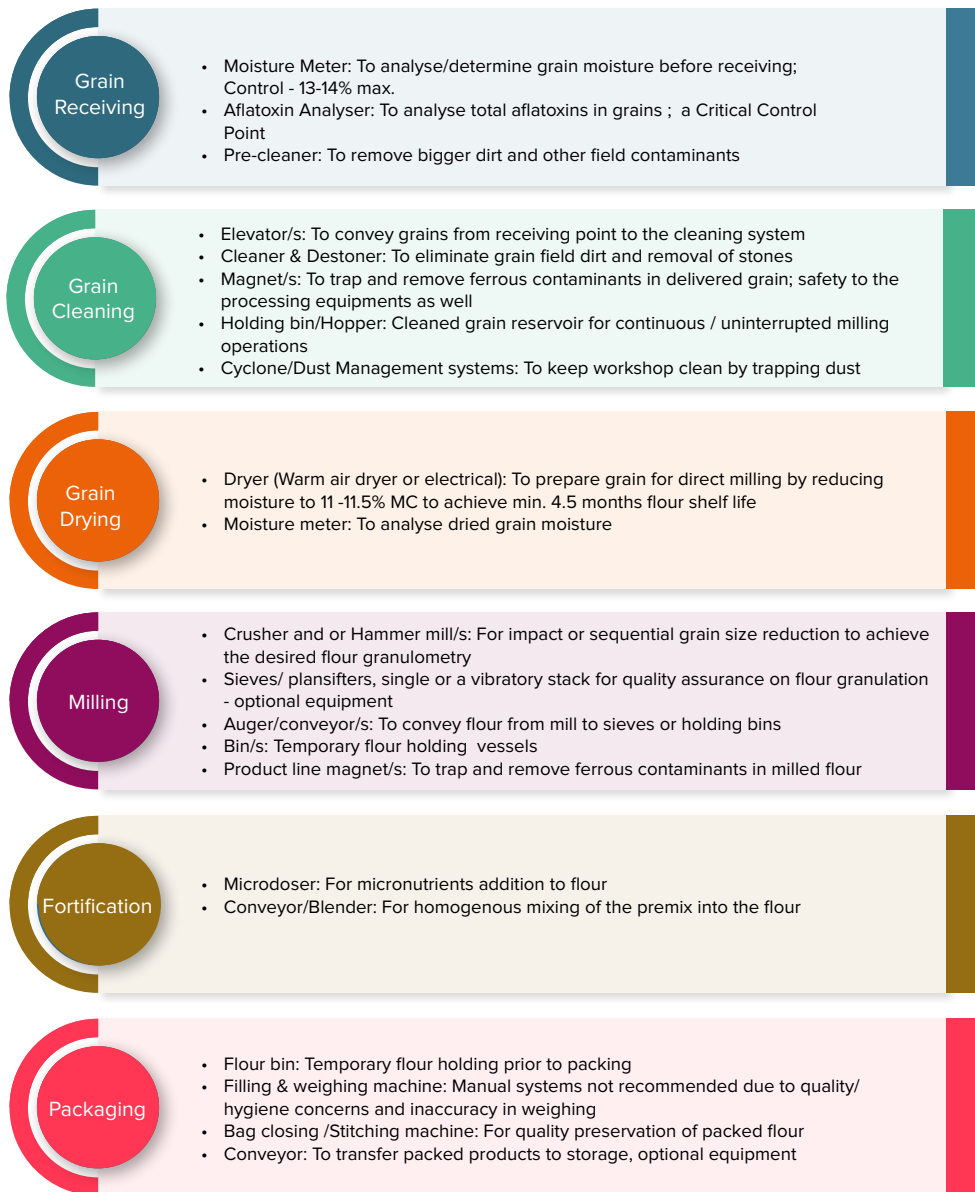 Grain
Receiving
• Moisture Meter: To analyse/determine grain moisture before receiving;
Control - 13-14% max.
• Aflatoxin Analyser: To analyse total aflatoxins in grains ; a Critical Control
Point
• Pre-cleaner: To remove bigger dirt and other field contaminants
Grain
Cleaning
• Elevator/s: To convey grains from receiving point to the cleaning system
• Cleaner & Destoner: To eliminate grain field dirt and removal of stones
• Magnet/s: To trap and remove ferrous contaminants in delivered grain; safety to the
processing equipments as well
• Holding bin/Hopper: Cleaned grain reservoir for continuous / uninterrupted milling
operations
• Cyclone/Dust Management systems: To keep workshop clean by trapping dust
Grain
Drying
• Dryer (Warm air dryer or electrical): To prepare grain for direct milling by reducing
moisture to 11 -11.5% MC to achieve min. 4.5 months flour shelf life
• Moisture meter: To analyse dried grain moisture
Milling
• Crusher and or Hammer mill/s: For impact or sequential grain size reduction to achieve
the desired flour granulometry
• Sieves/ plansifters, single or a vibratory stack for quality assurance on flour granulation
- optional equipment
• Auger/conveyor/s: To convey flour from mill to sieves or holding bins
• Bin/s: Temporary flour holding vessels
• Product line magnet/s: To trap and remove ferrous contaminants in milled flour
Fortification
• Microdoser: For micronutrients addition to flour
• Conveyor/Blender: For homogenous mixing of the premix into the flour
Packaging
• Flour bin: Temporary flour holding prior to packing
• Filling & weighing machine: Manual systems not recommended due to quality/
hygiene concerns and inaccuracy in weighing
• Bag closing /Stitching machine: For quality preservation of packed flour
• Conveyor: To transfer packed products to storage, optional equipment